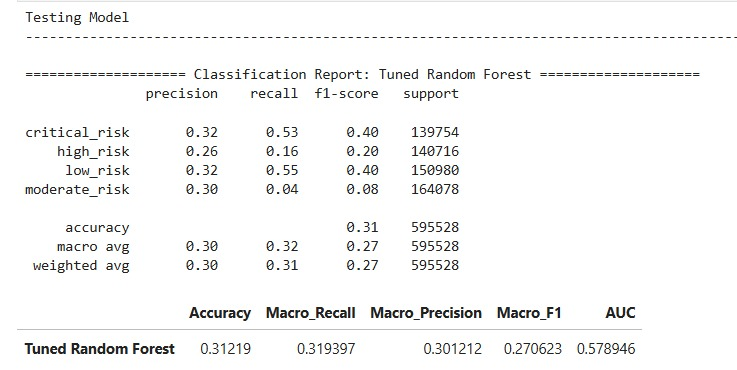 Testing Model
------------------------------------------------------------------------------------------
==================== Classification Report: Tuned Random Forest ====================
precision recall f1-score support
critical_risk 0.32 0.53 0.40 139754
high_risk 0.26 0.16 0.20 140716
low_risk 0.32 0.55 0.40 150980
moderate_risk 0.30 0.04 0.08 164078
accuracy 0.31 595528
macro avg 0.30 0.32 0.27 595528
weighted avg 0.30 0.31 0.27 595528
Accuracy Macro_Recall Macro_Precision Macro_F1 AUC
Tuned Random Forest 0.31219 0.319397 0.301212 0.270623 0.578946